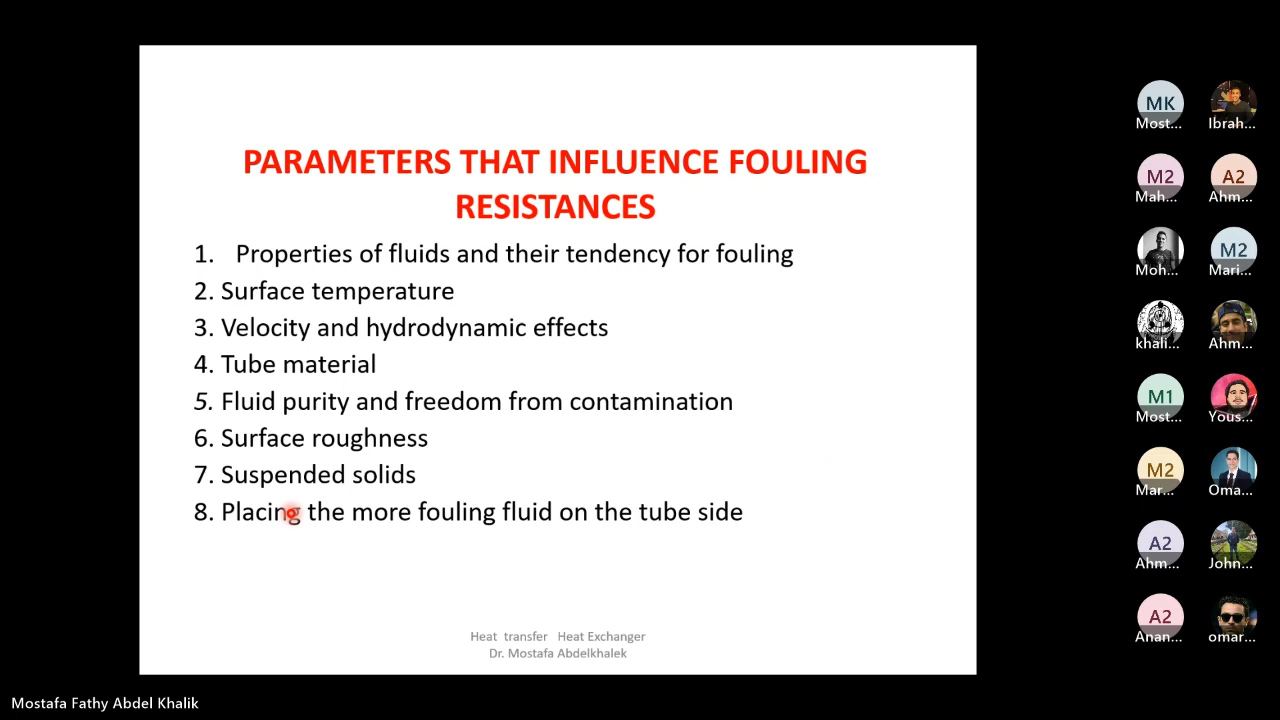 PARAMETERS THAT INFLUENCE FOULING
RESISTANCES
1. Properties of fluids and their tendency for fouling
2. Surface temperature
3. Velocity and hydrodynamic effects
4. Tube material
5. Fluid purity and freedom from contamination
6. Surface roughness
7. Suspended solids
8. Placing the more fouling fluid on the tube side
Heat transfer Heat Exchanger
Dr. Mostafa Abdelkhalek
MK
Most... Ibrah...
M2 A2
Mah... Ahm...
M2
Moh... Mari...
khali... Ahm...
M1
Most... Yous...
M2
Mar... Oma...
A2
Ahm... John...
A2
Anan... omar...
Mostafa Fathy Abdel Khalik